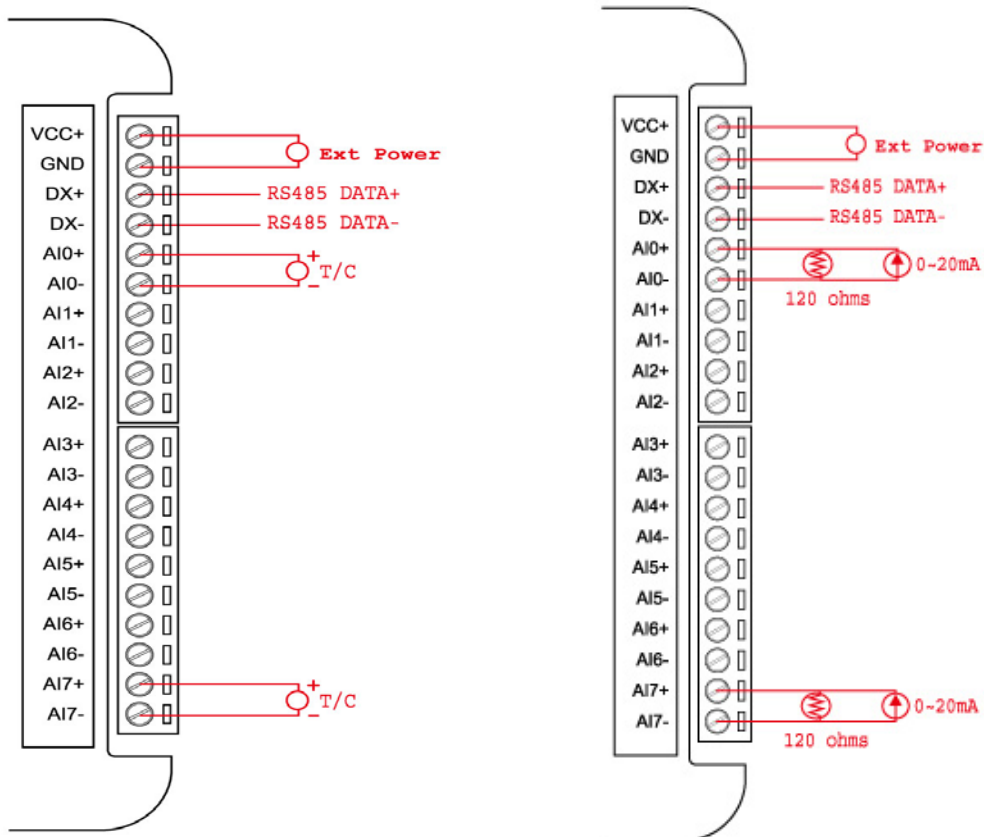 VCC+
GND
DX+
DX-
AI0+
AI0-
AI1+
AI1-
AI2+
AI2-
AI3+
AI3-
AI4+
AI4-
AI5+
AI5-
AI6+
AI6-
AI7+
AI7-
Ext Power
RS485 DATA+
RS485 DATA-
+
T/C
-
+
T/C
-
VCC+
GND
DX+
DX-
AI0+
AI0-
AI1+
AI1-
AI2+
AI2-
AI3+
AI3-
AI4+
AI4-
AI5+
AI5-
AI6+
AI6-
AI7+
AI7-
Ext Power
RS485 DATA+
RS485 DATA-
0~20mA
120 ohms
0~20mA
120 ohms